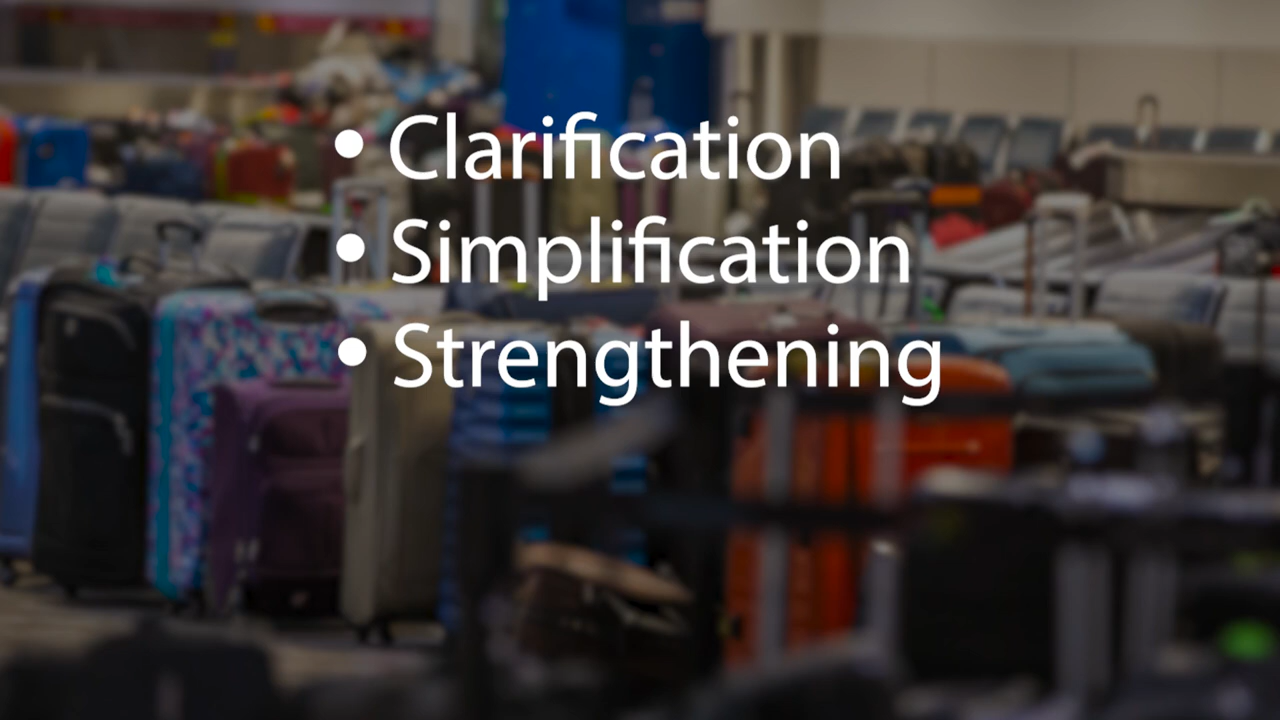 • Clarification
• Simplification
• Strengthening